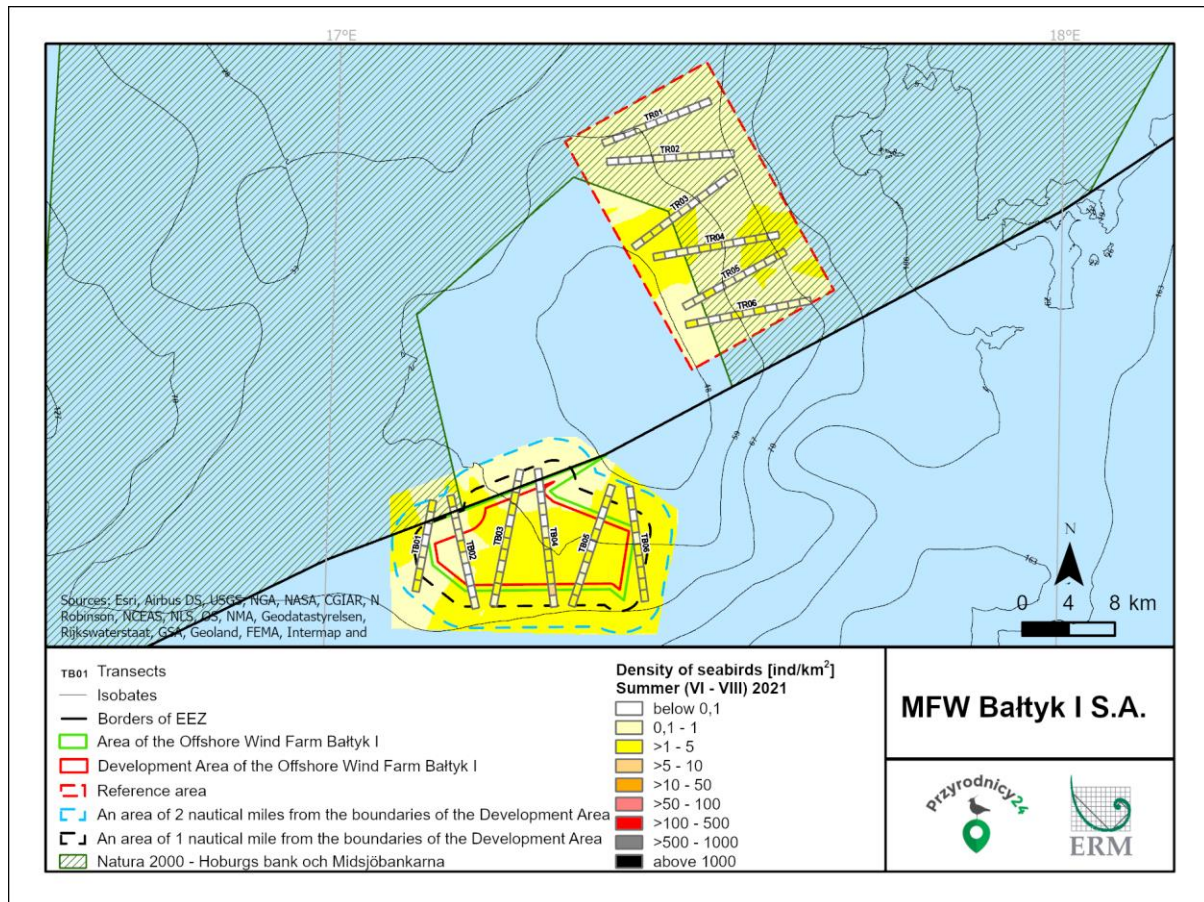 17°E
18°E
TR01
TR02
TR03
TR04
TR05
TR06
TB01
TB02
TB03
TB04
TB05
TB06
48
59
67
78
163
163
N
0 4 8 km
Sources: Esri, Airbus DS, USGS, NGA, NASA, CGIAR, N
Robinson, NCEAS, NLS, OS, NMA, Geodatastyrelsen,
Rijkswaterstaat, GSA, Geoland, FEMA, Intermap and
TB01 Transects
Isobates
Borders of EEZ
Area of the Offshore Wind Farm Bałtyk I
Development Area of the Offshore Wind Farm Bałtyk I
Reference area
An area of 2 nautical miles from the boundaries of the Development Area
An area of 1 nautical mile from the boundaries of the Development Area
Natura 2000 - Hoburgs bank och Midsjöbankarna
Density of seabirds [ind/km²]
Summer (VI - VIII) 2021
below 0,1
0,1 - 1
>1 - 5
>5 - 10
>10 - 50
>50 - 100
>100 - 500
>500 - 1000
above 1000
MFW Bałtyk I S.A.
Przyrodnicy24
ERM